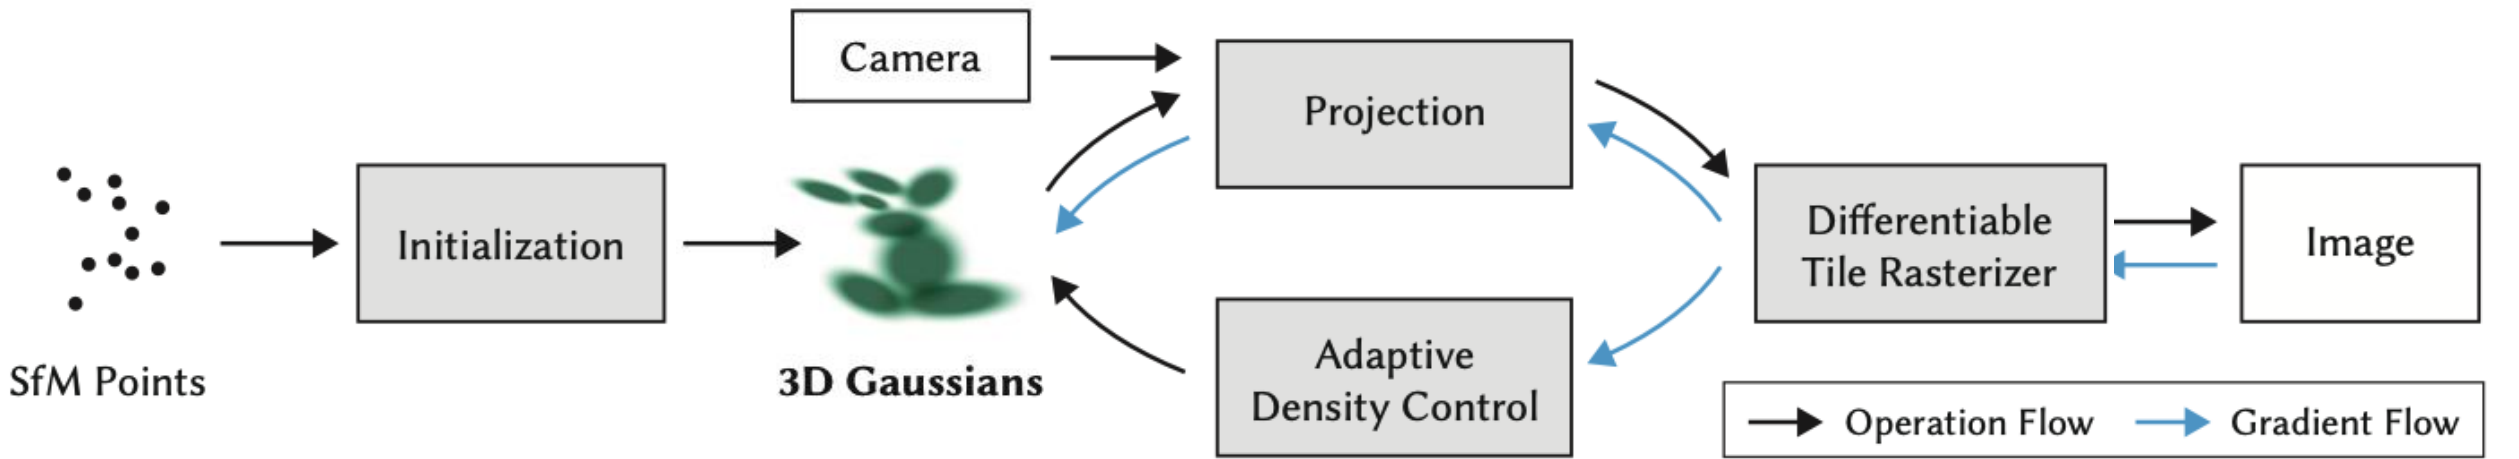 SfM Points
Initialization
Camera
3D Gaussians
Projection
Adaptive
Density Control
Differentiable
Tile Rasterizer
Image
Operation Flow
Gradient Flow